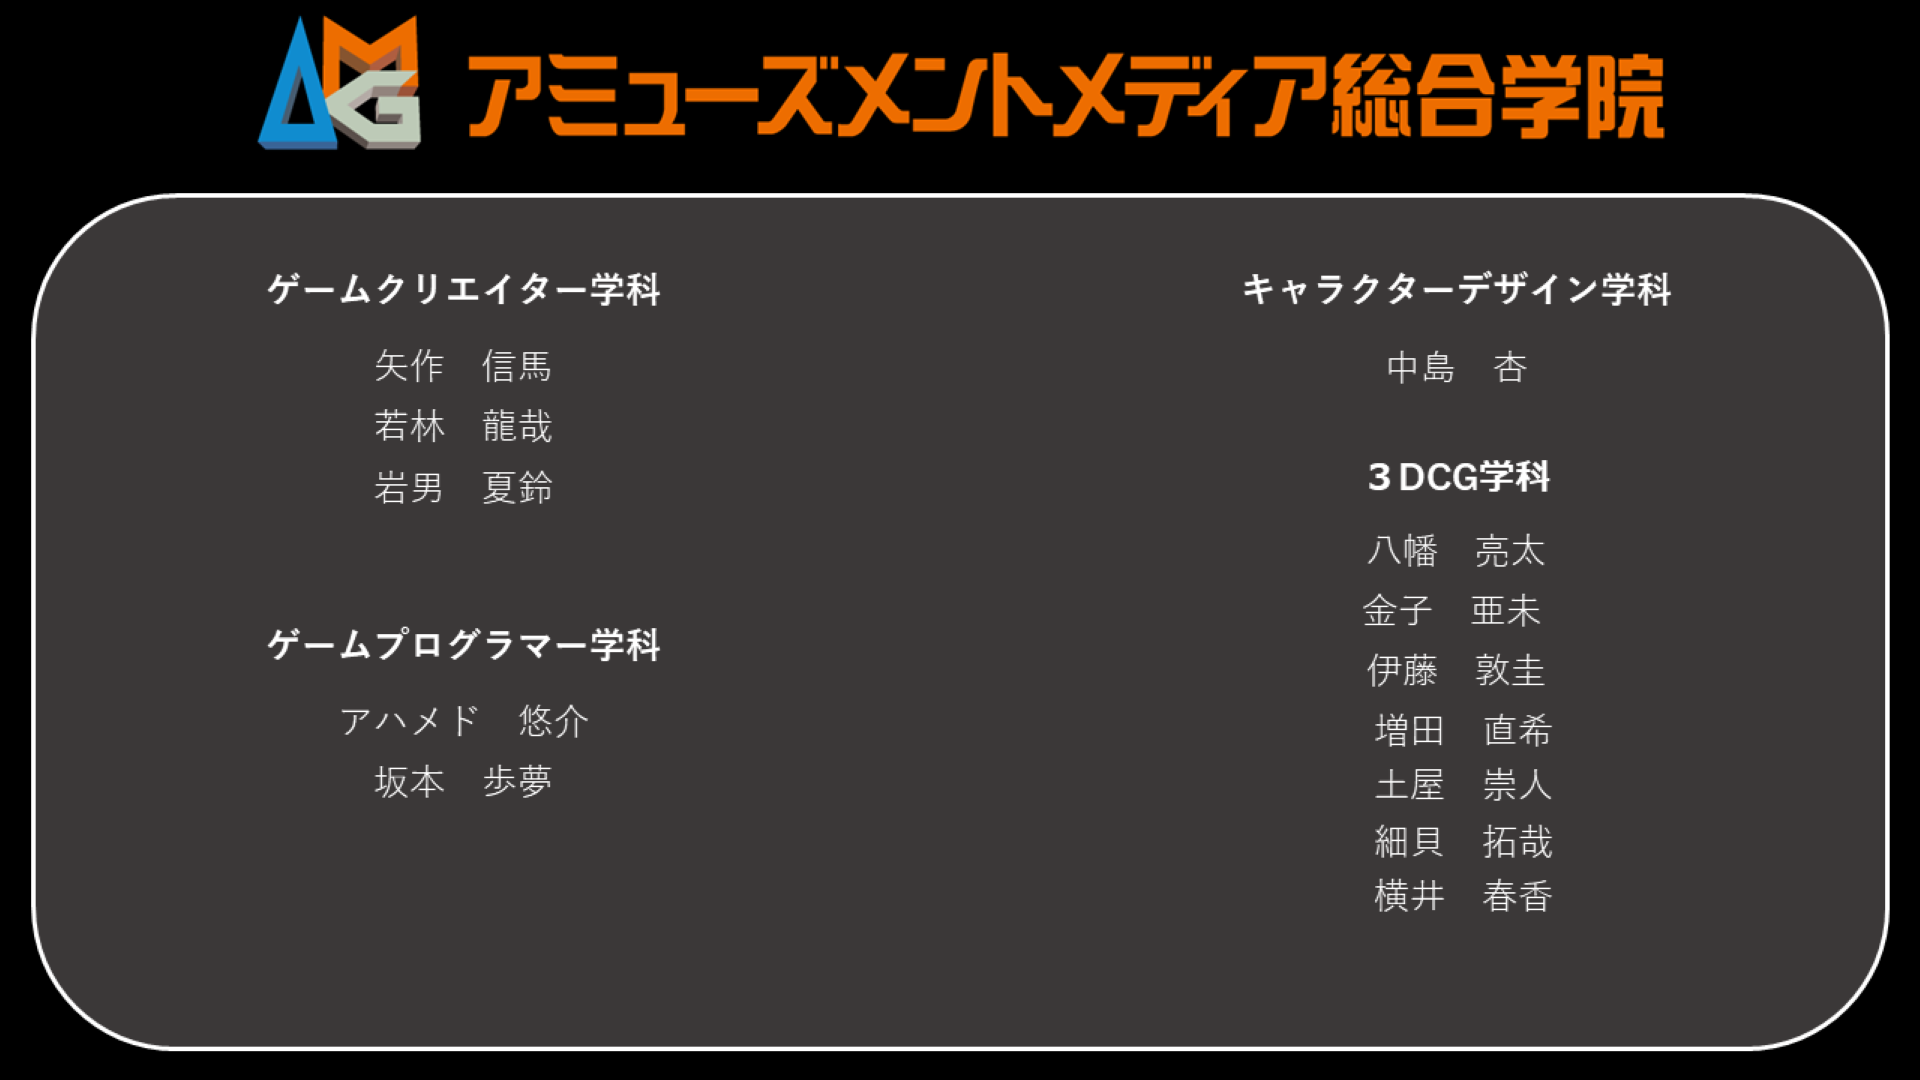 AMG
アミューズメントメディア総合学院
ゲームクリエイター学科
矢作　信馬
若林　龍哉
岩男　夏鈴
ゲームプログラマー学科
アハメド　悠介
坂本　歩夢
キャラクターデザイン学科
中島　杏
３DCG学科
八幡　亮太
金子　亜未
伊藤　敦圭
増田　直希
土屋　崇人
細貝　拓哉
横井　春香